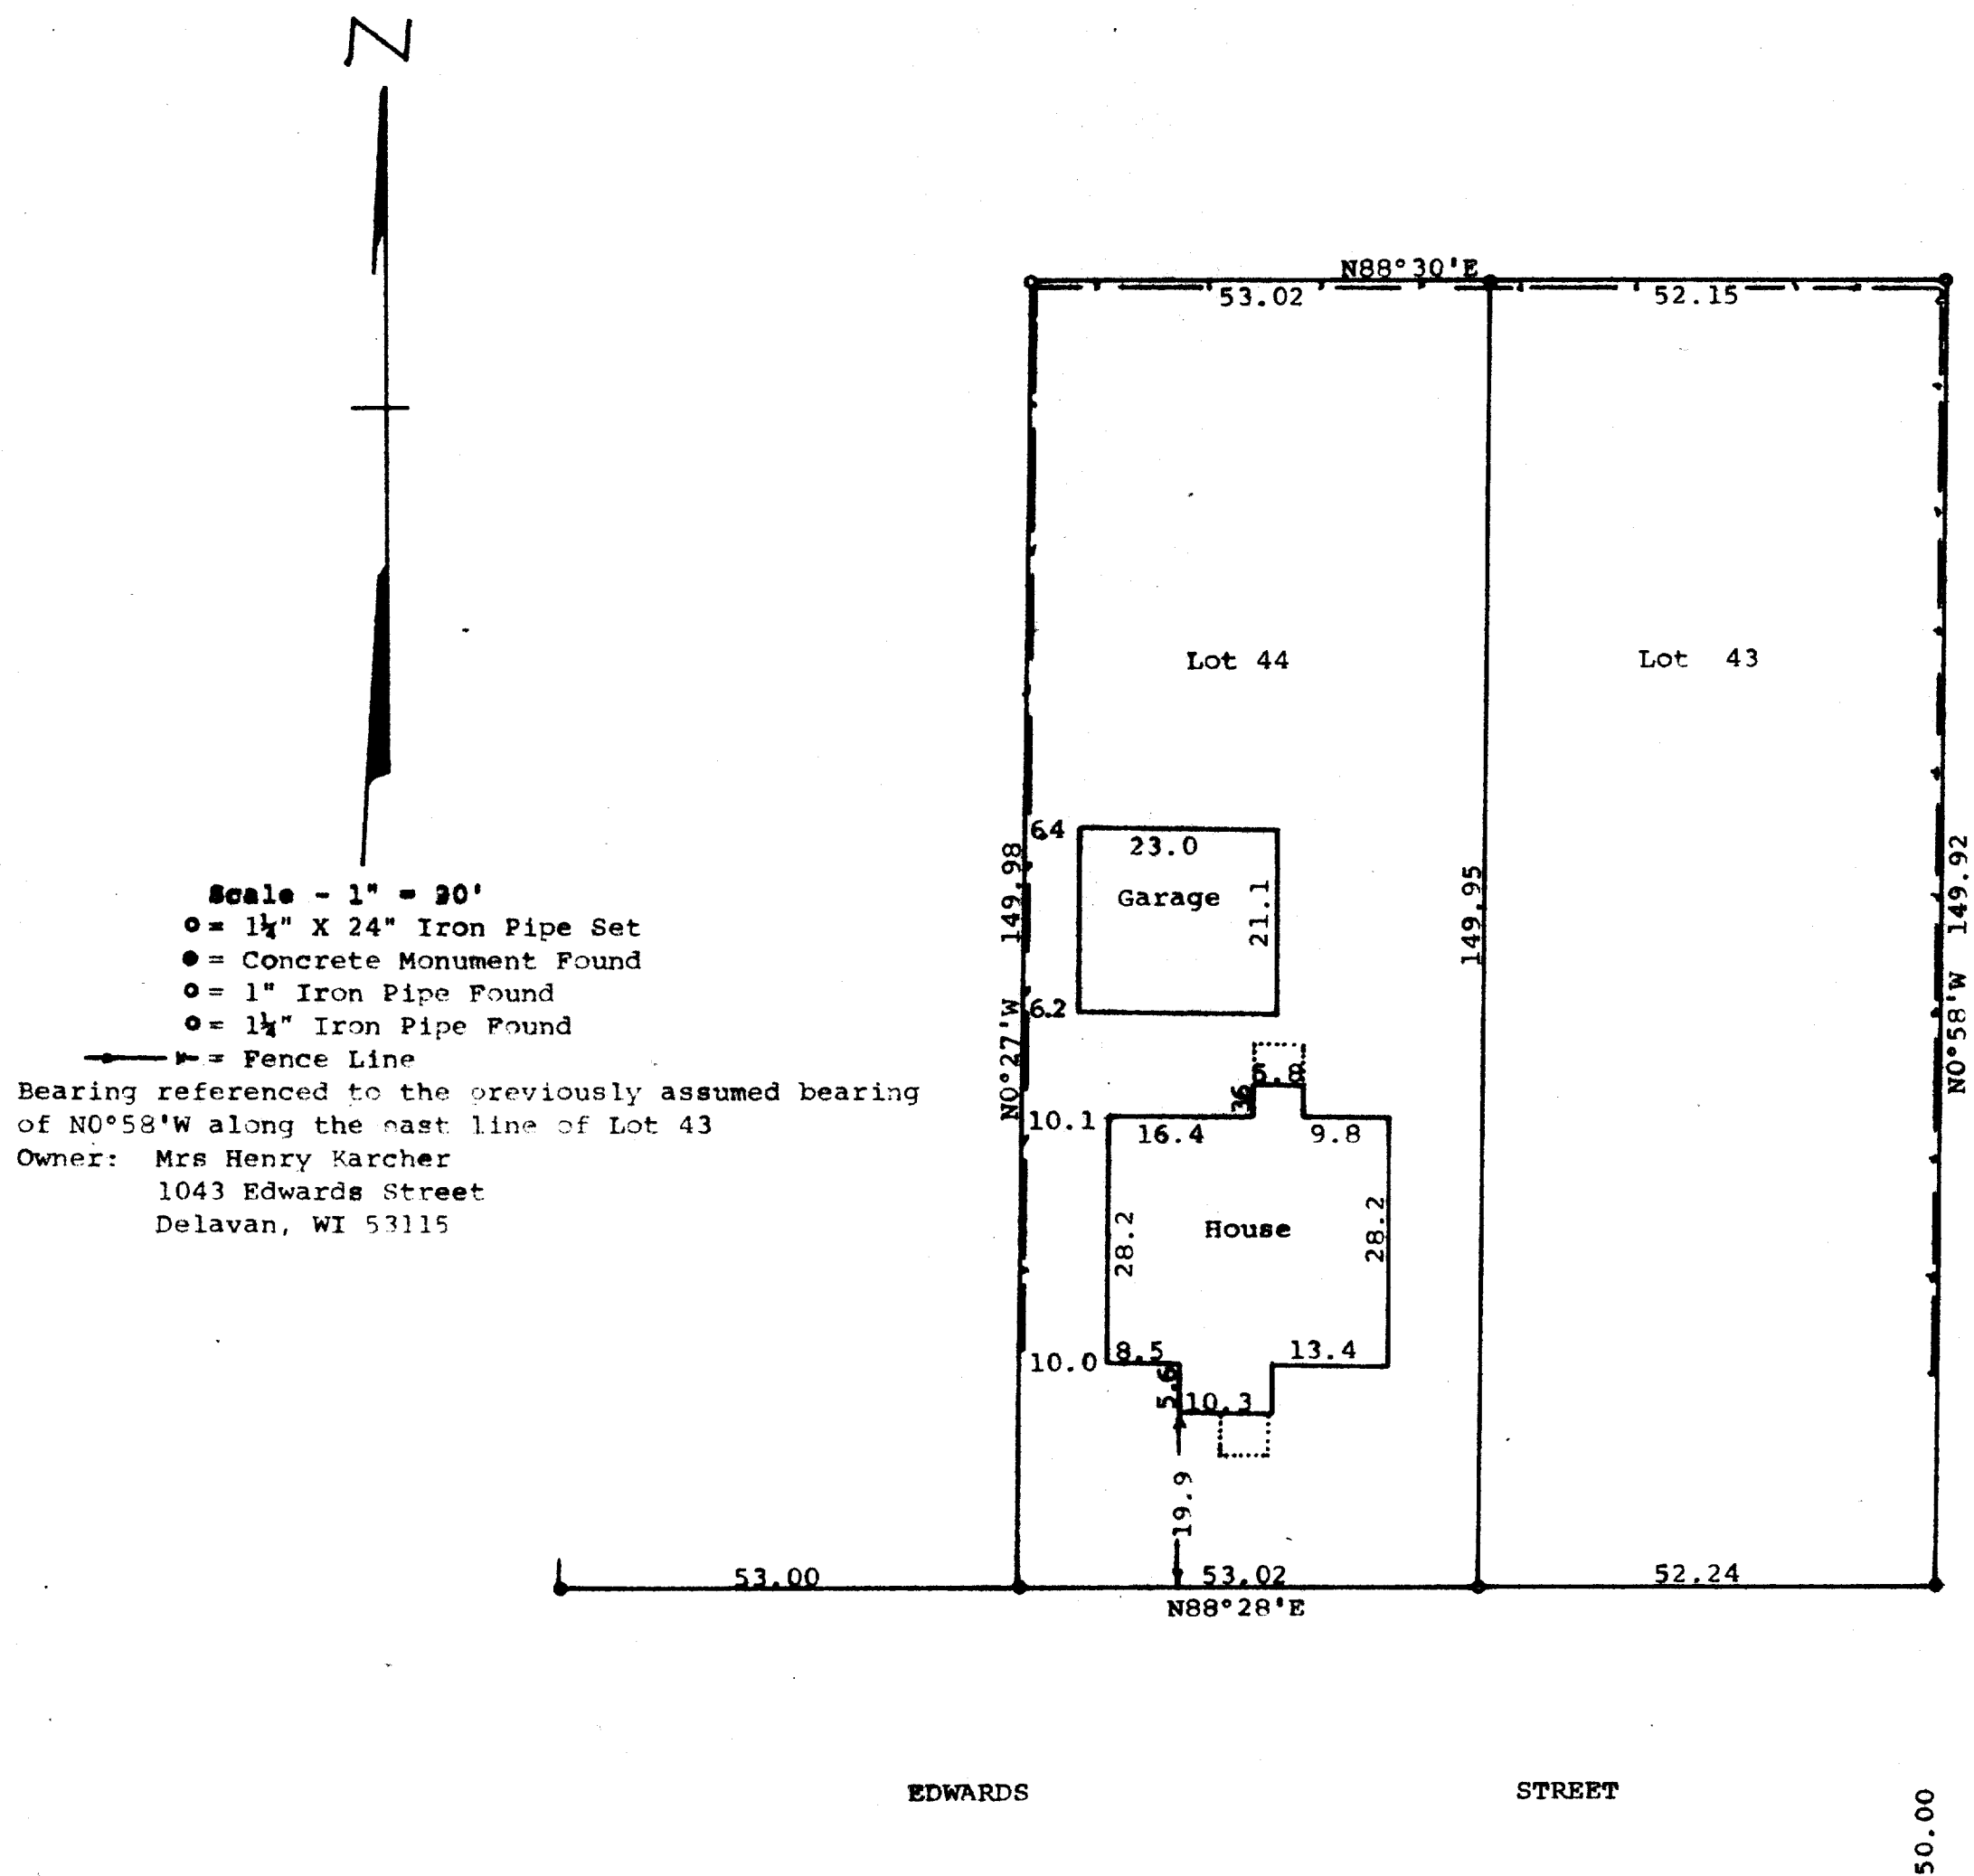 N
N88°30'E
53.02
52.15
Lot 44
Lot 43
6.4
23.0
Garage
21.1
6.2
N0°27'W 149.98
149.95
N0°58'W 149.92
Scale - 1" = 20'
o = 1¼" X 24" Iron Pipe Set
● = Concrete Monument Found
o = 1" Iron Pipe Found
o = 1¼" Iron Pipe Found
= Fence Line
Bearing referenced to the previously assumed bearing
of N0°58'W along the east line of Lot 43
Owner: Mrs Henry Karcher
1043 Edwards Street
Delavan, WI 53115
5.8
3.6
10.1
16.4
9.8
28.2
House
28.2
10.0
8.5
13.4
5.6
10.3
19.9
53.00
53.02
52.24
N88°28'E
EDWARDS STREET
50.00